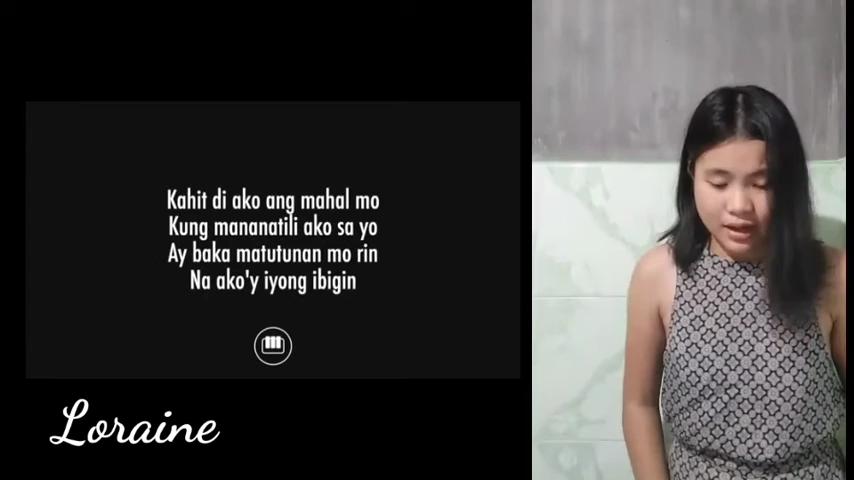 Kahit di ako ang mahal mo
Kung mananatili ako sa yo
Ay baka matutunan mo rin
Na ako'y iyong ibigin
Loraine